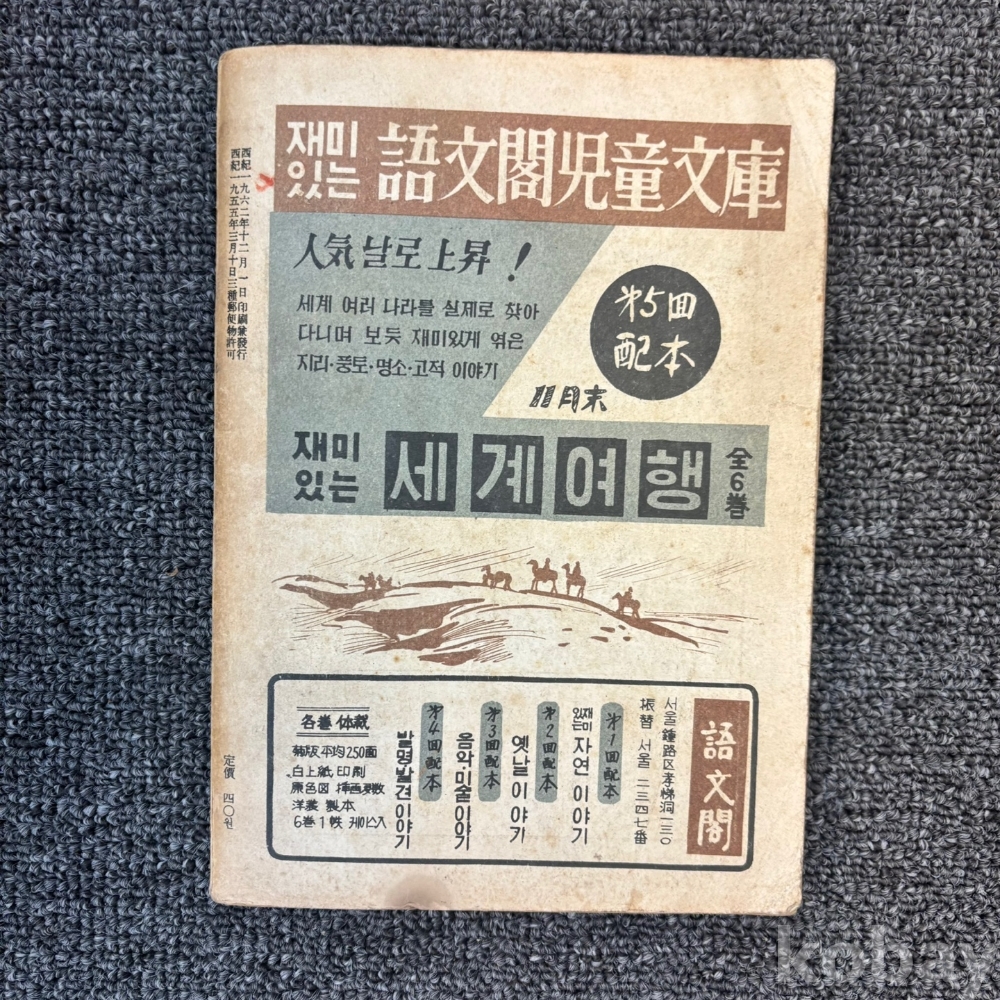 재미있는 語文閣児童文庫
人気 날로 上昇!
세계 여러 나라를 실제로 찾아
다니며 보듯 재미있게 엮은
지리·풍토·명소·고적 이야기
第5回
配本
11月末
재미있는 세계여행 全6巻
語文閣
서울 鍾路区孝悌洞一三〇
振替 서울 二三四七番
第1回配本
재미있는 자연 이야기
第2回配本
옛날 이야기
第3回配本
음악미술이야기
第4回配本
발명발견 이야기
各巻 体裁
菊版 平均 250面
白上紙 印刷
原色図 挿画多数
洋装 製本
6巻 1帙 케이스入
西紀一九六二年十二月一日印刷兼發行
西紀一九五五年三月十日三種郵便物許可
定價 四〇원
kobay